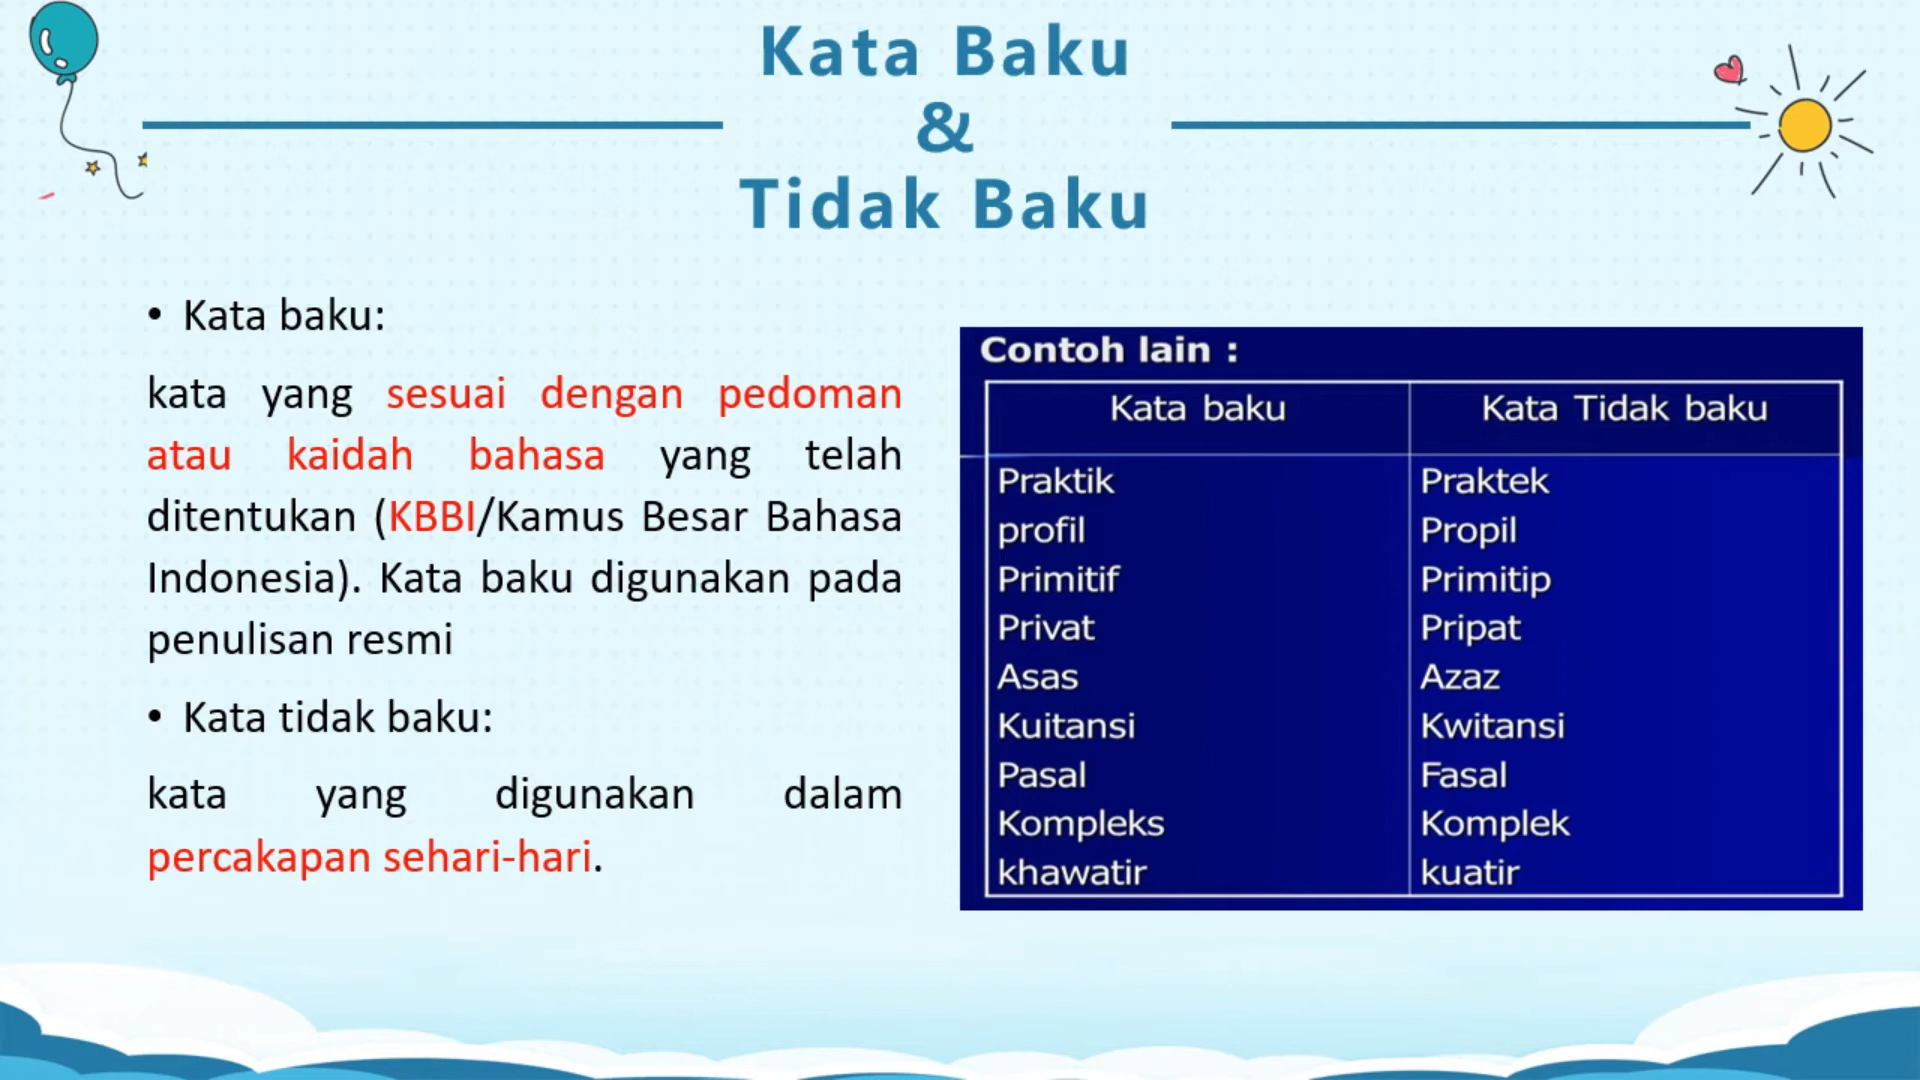 Kata Baku
&
Tidak Baku
• Kata baku:
kata yang sesuai dengan pedoman
atau kaidah bahasa yang telah
ditentukan (KBBI/Kamus Besar Bahasa
Indonesia). Kata baku digunakan pada
penulisan resmi
• Kata tidak baku:
kata yang digunakan dalam
percakapan sehari-hari.
Contoh lain :
Kata baku Kata Tidak baku
Praktik Praktek
profil Propil
Primitif Primitip
Privat Pripat
Asas Azaz
Kuitansi Kwitansi
Pasal Fasal
Kompleks Komplek
khawatir kuatir